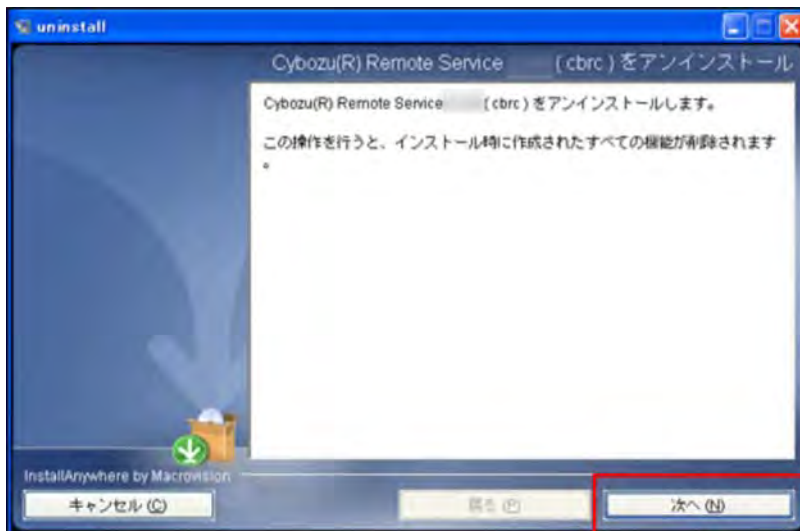 uninstall
Cybozu(R) Remote Service (cbrc)をアンインストール
Cybozu(R) Remote Service (cbrc)をアンインストールします。
この操作を行うと、インストール時に作成されたすべての機能が削除されます
。
InstallAnywhere by Macrovision
キャンセル(C)
戻る(P)
次へ(N)